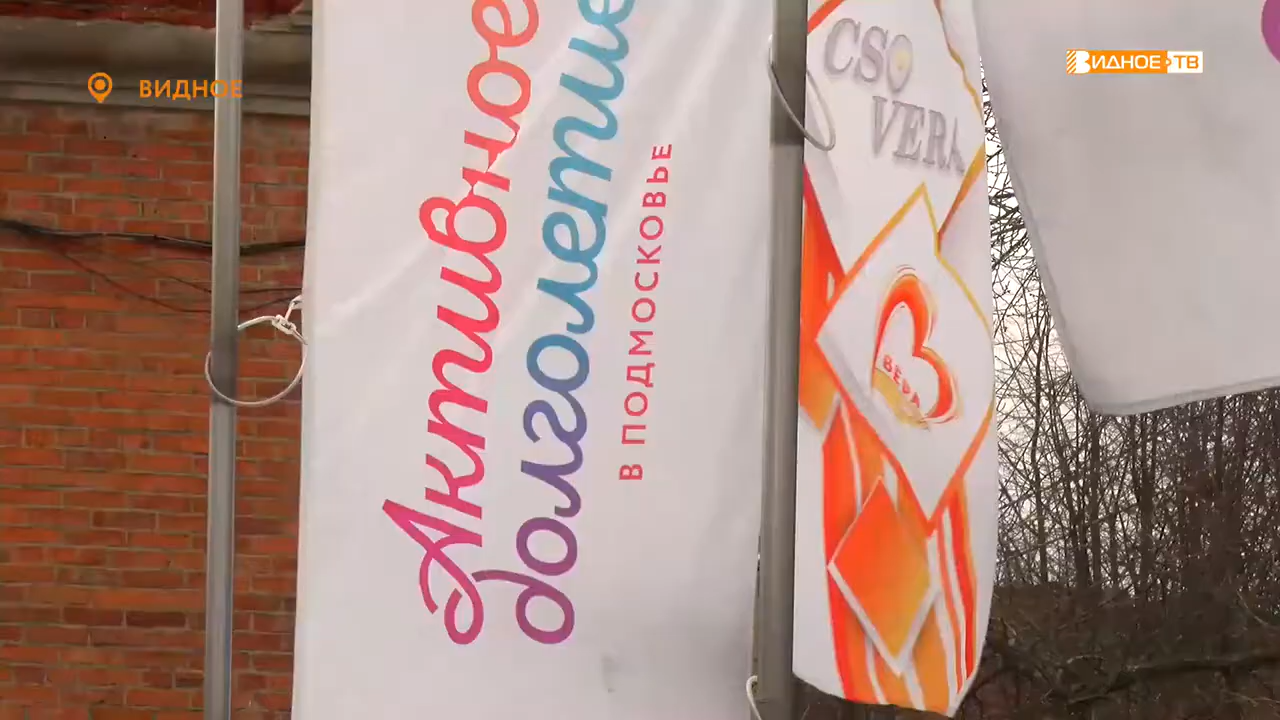 ВИДНОЕ
ВИДНОЕ ТВ
Активное
долголетие
В ПОДМОСКОВЬЕ
CSO
VERA
ВЕРА